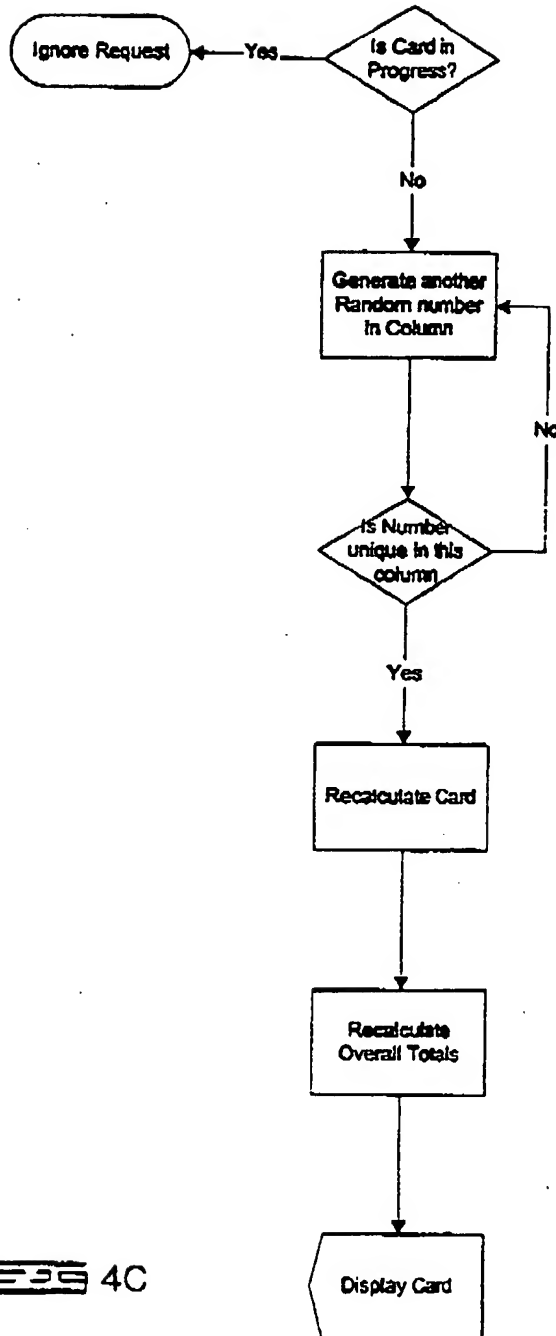 Ignore Request
Yes
Is Card in
Progress?
No
Generate another
Random number
in Column
No
Is Number
unique in this
column
Yes
Recalculate Card
Recalculate
Overall Totals
Display Card
4C